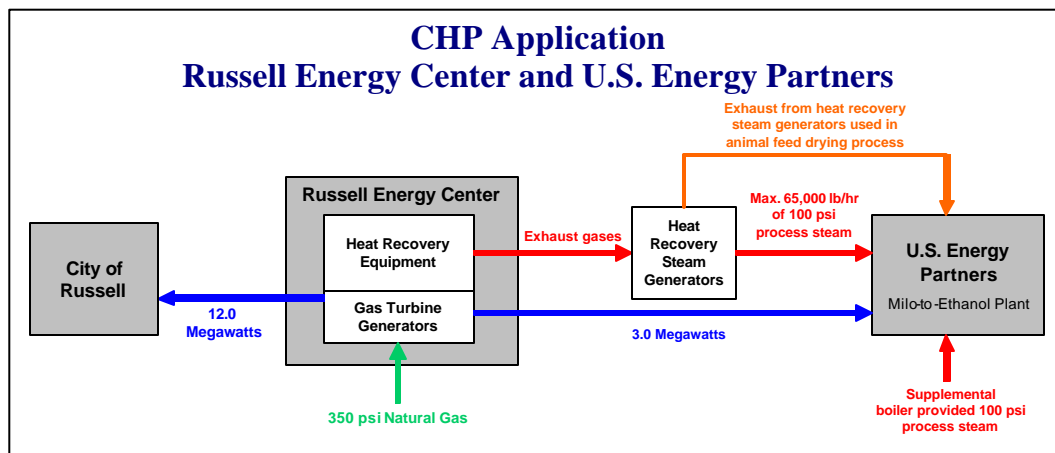 CHP Application
Russell Energy Center and U.S. Energy Partners
Exhaust from heat recovery
steam generators used in
animal feed drying process
Russell Energy Center
Max. 65,000 lb/hr
of 100 psi
process steam
City of
Russell
Heat Recovery
Equipment
Exhaust gases
Heat
Recovery
Steam
Generators
U.S. Energy
Partners
Milo-to-Ethanol Plant
Gas Turbine
Generators
12.0
Megawatts
3.0 Megawatts
350 psi Natural Gas
Supplemental
boiler provided 100 psi
process steam